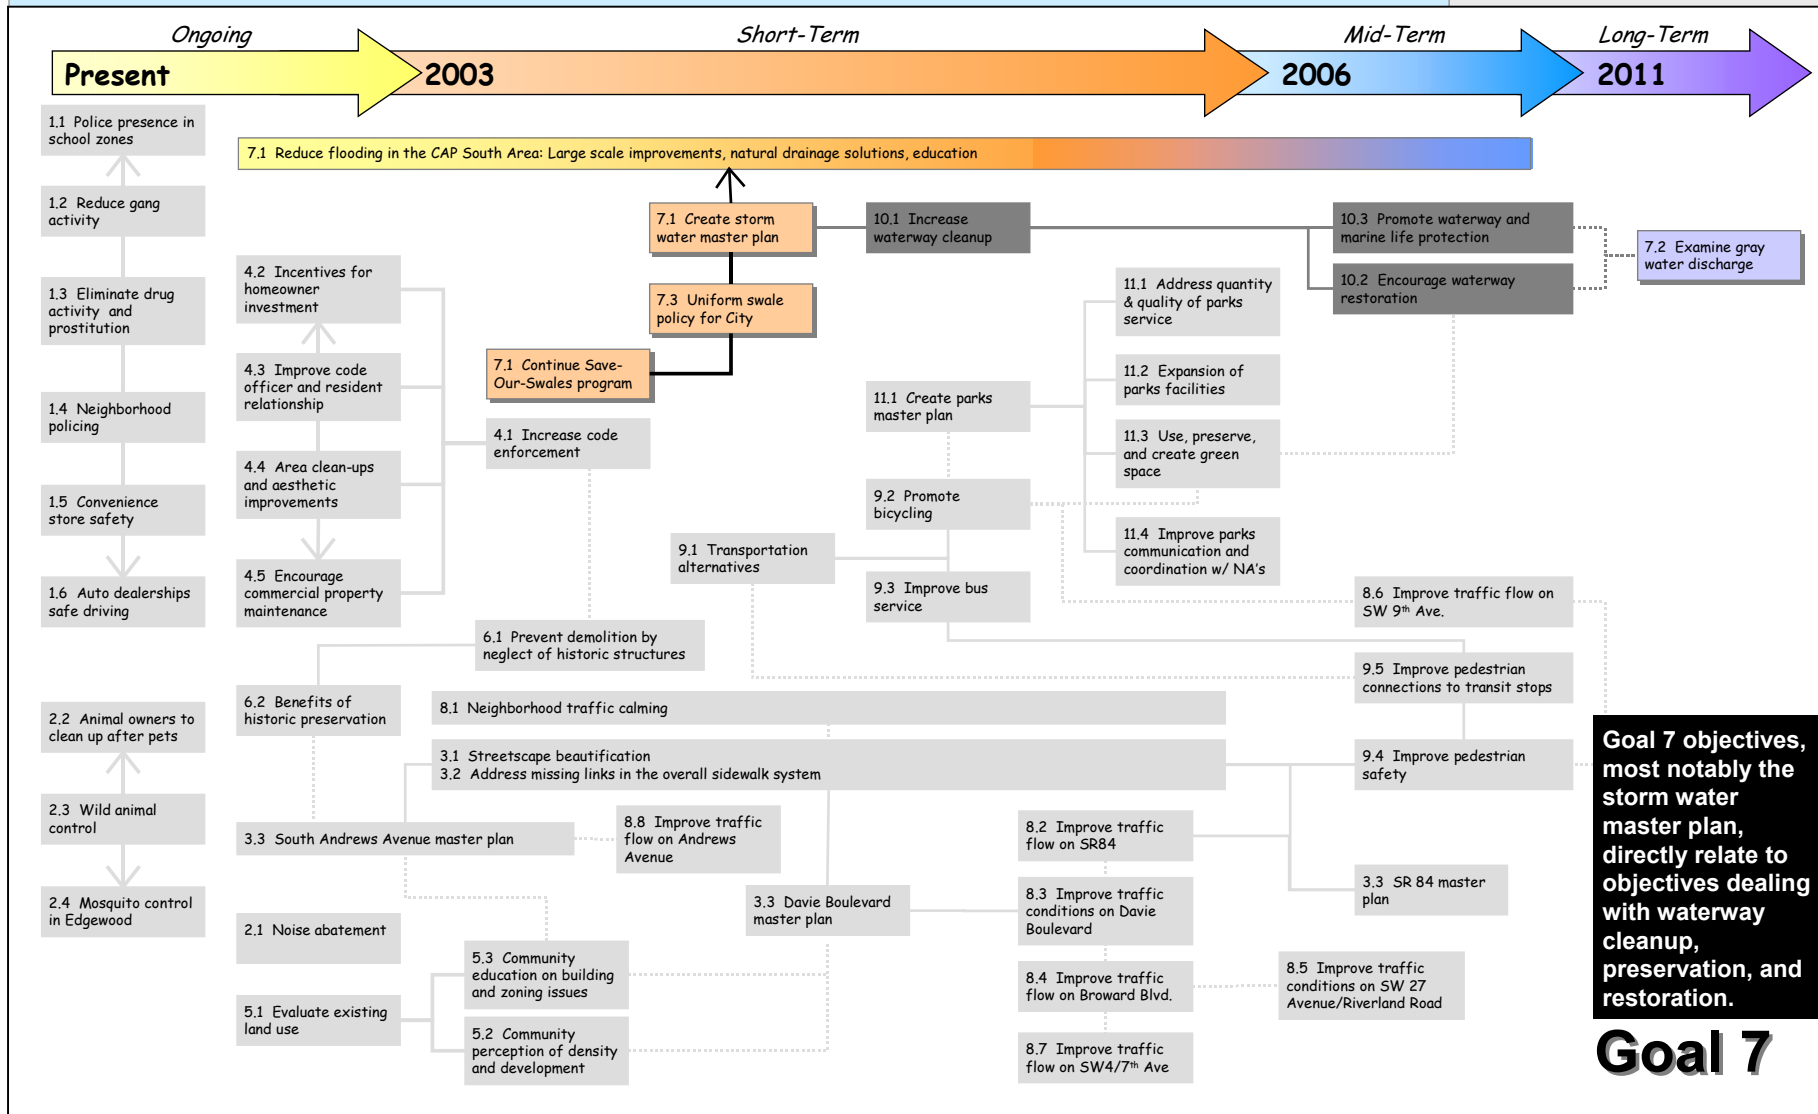 Ongoing
Short-Term
Mid-Term
Long-Term
Present
2003
2006
2011
1.1 Police presence in
school zones
7.1 Reduce flooding in the CAP South Area: Large scale improvements, natural drainage solutions, education
1.2 Reduce gang
activity
7.1 Create storm
water master plan
10.1 Increase
waterway cleanup
10.3 Promote waterway and
marine life protection
7.2 Examine gray
water discharge
4.2 Incentives for
homeowner
investment
10.2 Encourage waterway
restoration
11.1 Address quantity
& quality of parks
service
1.3 Eliminate drug
activity and
prostitution
7.3 Uniform swale
policy for City
4.3 Improve code
officer and resident
relationship
7.1 Continue Save-
Our-Swales program
11.2 Expansion of
parks facilities
11.1 Create parks
master plan
1.4 Neighborhood
policing
4.1 Increase code
enforcement
11.3 Use, preserve,
and create green
space
4.4 Area clean-ups
and aesthetic
improvements
9.2 Promote
bicycling
1.5 Convenience
store safety
11.4 Improve parks
communication and
coordination w/ NA's
9.1 Transportation
alternatives
4.5 Encourage
commercial property
maintenance
9.3 Improve bus
service
1.6 Auto dealerships
safe driving
8.6 Improve traffic flow on
SW 9th Ave.
6.1 Prevent demolition by
neglect of historic structures
9.5 Improve pedestrian
connections to transit stops
6.2 Benefits of
historic preservation
8.1 Neighborhood traffic calming
2.2 Animal owners to
clean up after pets
3.1 Streetscape beautification
3.2 Address missing links in the overall sidewalk system
9.4 Improve pedestrian
safety
2.3 Wild animal
control
3.3 South Andrews Avenue master plan
8.8 Improve traffic
flow on Andrews
Avenue
8.2 Improve traffic
flow on SR84
2.4 Mosquito control
in Edgewood
3.3 Davie Boulevard
master plan
8.3 Improve traffic
conditions on Davie
Boulevard
3.3 SR 84 master
plan
2.1 Noise abatement
5.3 Community
education on building
and zoning issues
8.4 Improve traffic
flow on Broward Blvd.
8.5 Improve traffic
conditions on SW 27
Avenue/Riverland Road
5.1 Evaluate existing
land use
5.2 Community
perception of density
and development
8.7 Improve traffic
flow on SW4/7th Ave
Goal 7 objectives,
most notably the
storm water
master plan,
directly relate to
objectives dealing
with waterway
cleanup,
preservation, and
restoration.
Goal 7